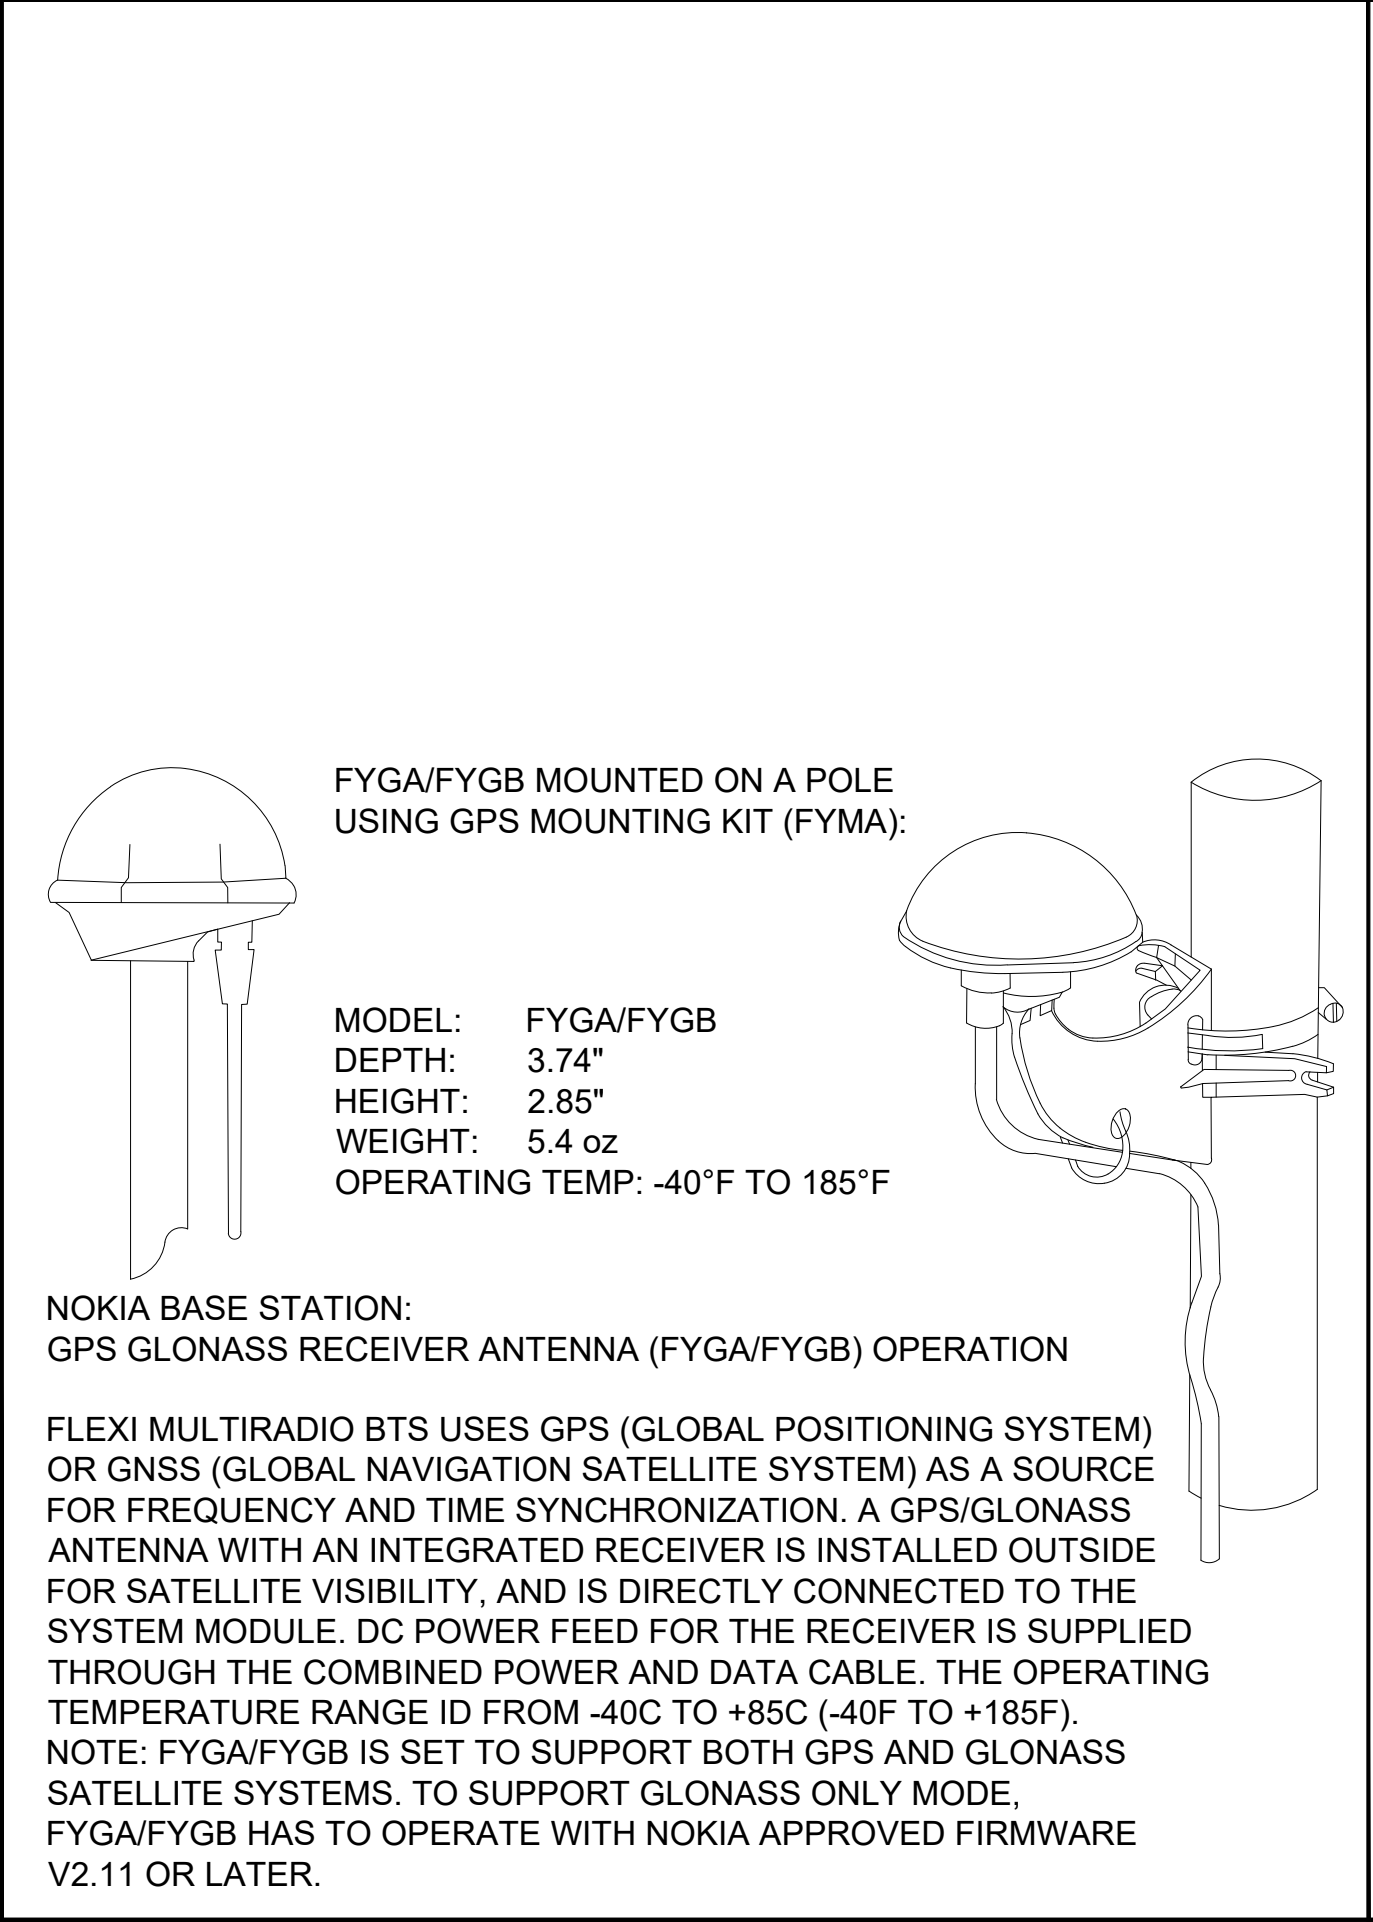 FYGA/FYGB MOUNTED ON A POLE
USING GPS MOUNTING KIT (FYMA):
MODEL: FYGA/FYGB
DEPTH: 3.74"
HEIGHT: 2.85"
WEIGHT: 5.4 oz
OPERATING TEMP: -40°F TO 185°F
NOKIA BASE STATION:
GPS GLONASS RECEIVER ANTENNA (FYGA/FYGB) OPERATION
FLEXI MULTIRADIO BTS USES GPS (GLOBAL POSITIONING SYSTEM)
OR GNSS (GLOBAL NAVIGATION SATELLITE SYSTEM) AS A SOURCE
FOR FREQUENCY AND TIME SYNCHRONIZATION. A GPS/GLONASS
ANTENNA WITH AN INTEGRATED RECEIVER IS INSTALLED OUTSIDE
FOR SATELLITE VISIBILITY, AND IS DIRECTLY CONNECTED TO THE
SYSTEM MODULE. DC POWER FEED FOR THE RECEIVER IS SUPPLIED
THROUGH THE COMBINED POWER AND DATA CABLE. THE OPERATING
TEMPERATURE RANGE ID FROM -40C TO +85C (-40F TO +185F).
NOTE: FYGA/FYGB IS SET TO SUPPORT BOTH GPS AND GLONASS
SATELLITE SYSTEMS. TO SUPPORT GLONASS ONLY MODE,
FYGA/FYGB HAS TO OPERATE WITH NOKIA APPROVED FIRMWARE
V2.11 OR LATER.